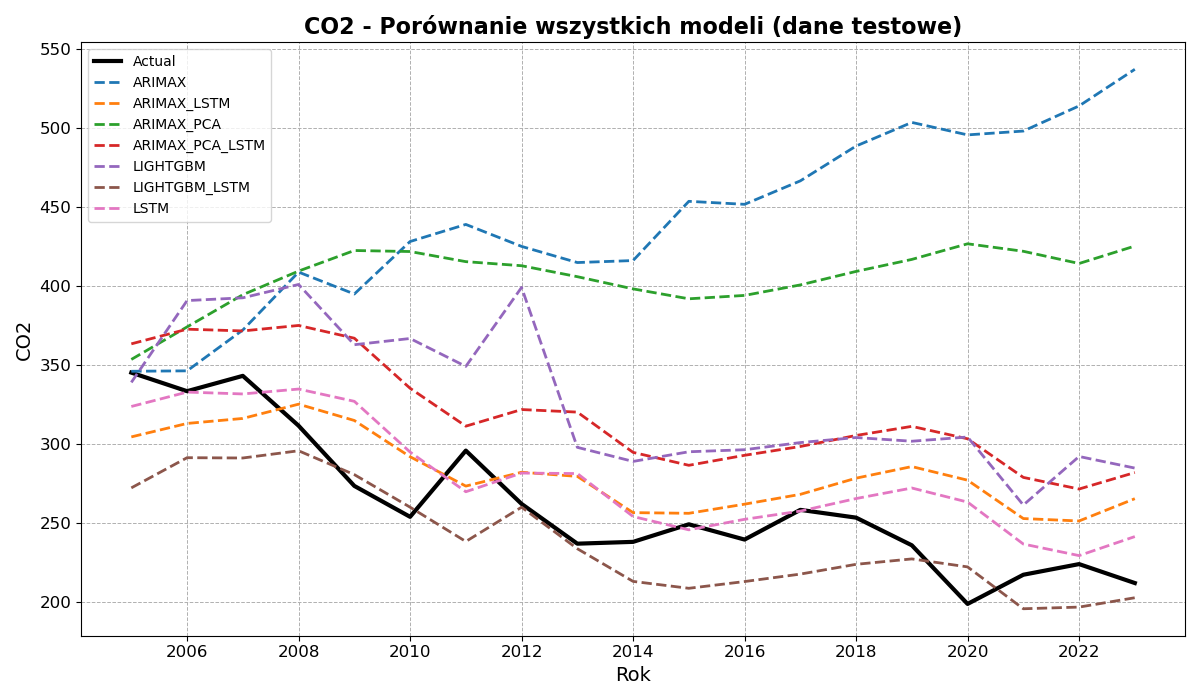 CO2 - Porównanie wszystkich modeli (dane testowe)
550
500
450
400
350
300
250
200
CO2
Actual
ARIMAX
ARIMAX_LSTM
ARIMAX_PCA
ARIMAX_PCA_LSTM
LIGHTGBM
LIGHTGBM_LSTM
LSTM
2006 2008 2010 2012 2014 2016 2018 2020 2022
Rok